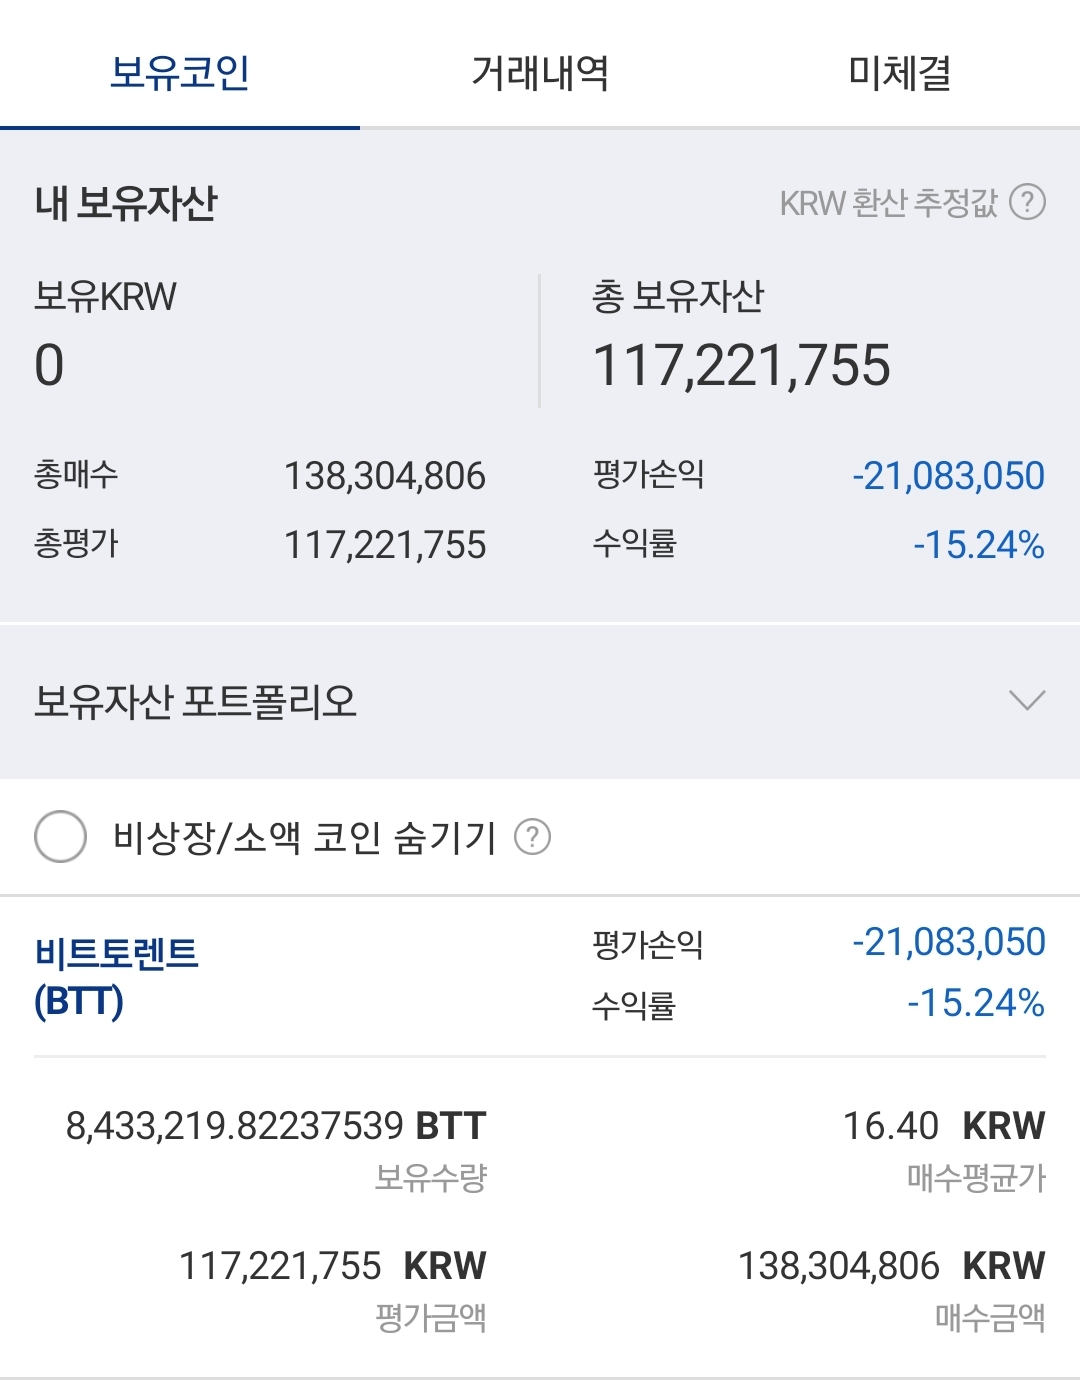 보유코인 거래내역 미체결
내 보유자산 KRW 환산 추정값 ?
보유KRW 총 보유자산
0 117,221,755
총매수 138,304,806 평가손익 -21,083,050
총평가 117,221,755 수익률 -15.24%
보유자산 포트폴리오
비상장/소액 코인 숨기기 ?
비트토렌트 평가손익 -21,083,050
(BTT) 수익률 -15.24%
8,433,219.82237539 BTT 16.40 KRW
보유수량 매수평균가
117,221,755 KRW 138,304,806 KRW
평가금액 매수금액